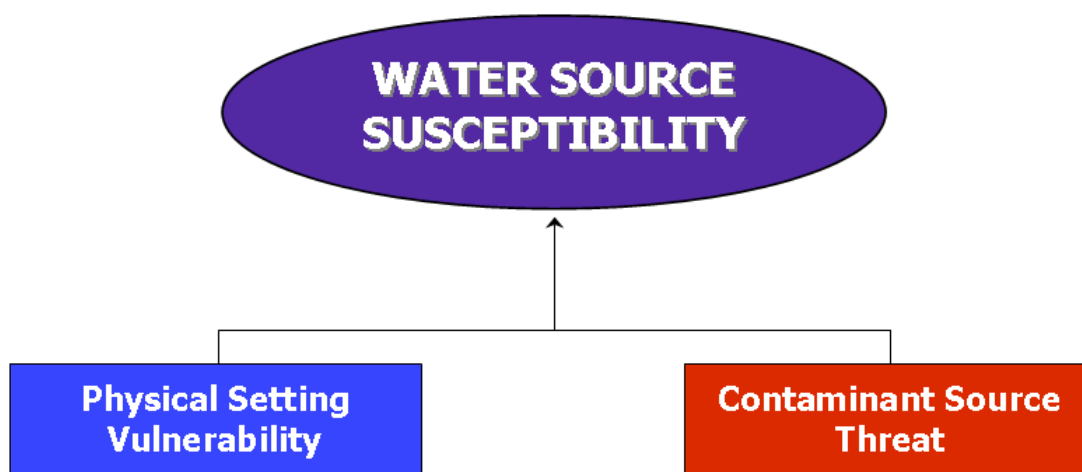 WATER SOURCE
SUSCEPTIBILITY
Physical Setting
Vulnerability
Contaminant Source
Threat